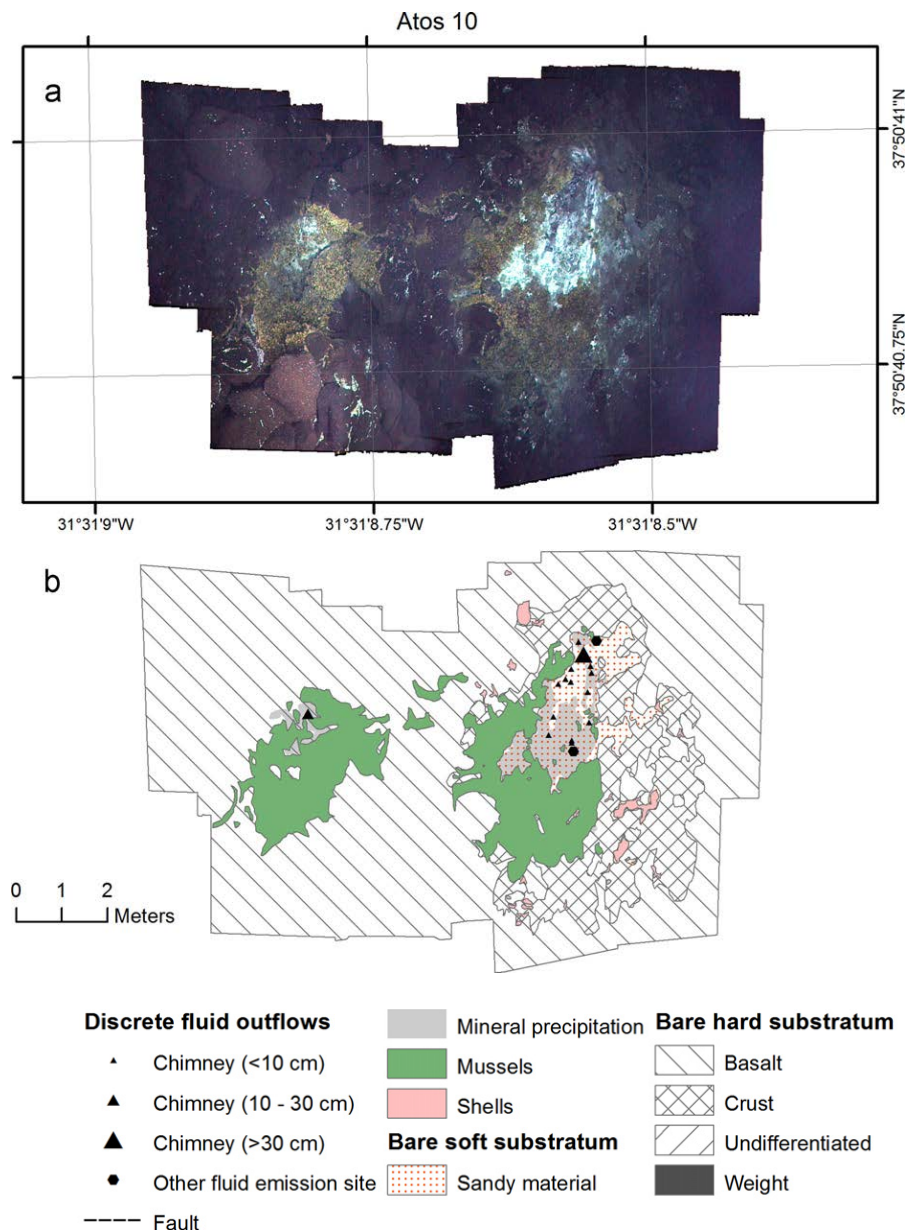 Atos 10
a
37°50'41"N
37°50'40.75"N
31°31'9"W
31°31'8.75"W
31°31'8.5"W
b
0 1 2
Meters
Discrete fluid outflows
Chimney (<10 cm)
Chimney (10 - 30 cm)
Chimney (>30 cm)
Other fluid emission site
Fault
Mineral precipitation
Mussels
Shells
Bare soft substratum
Sandy material
Bare hard substratum
Basalt
Crust
Undifferentiated
Weight